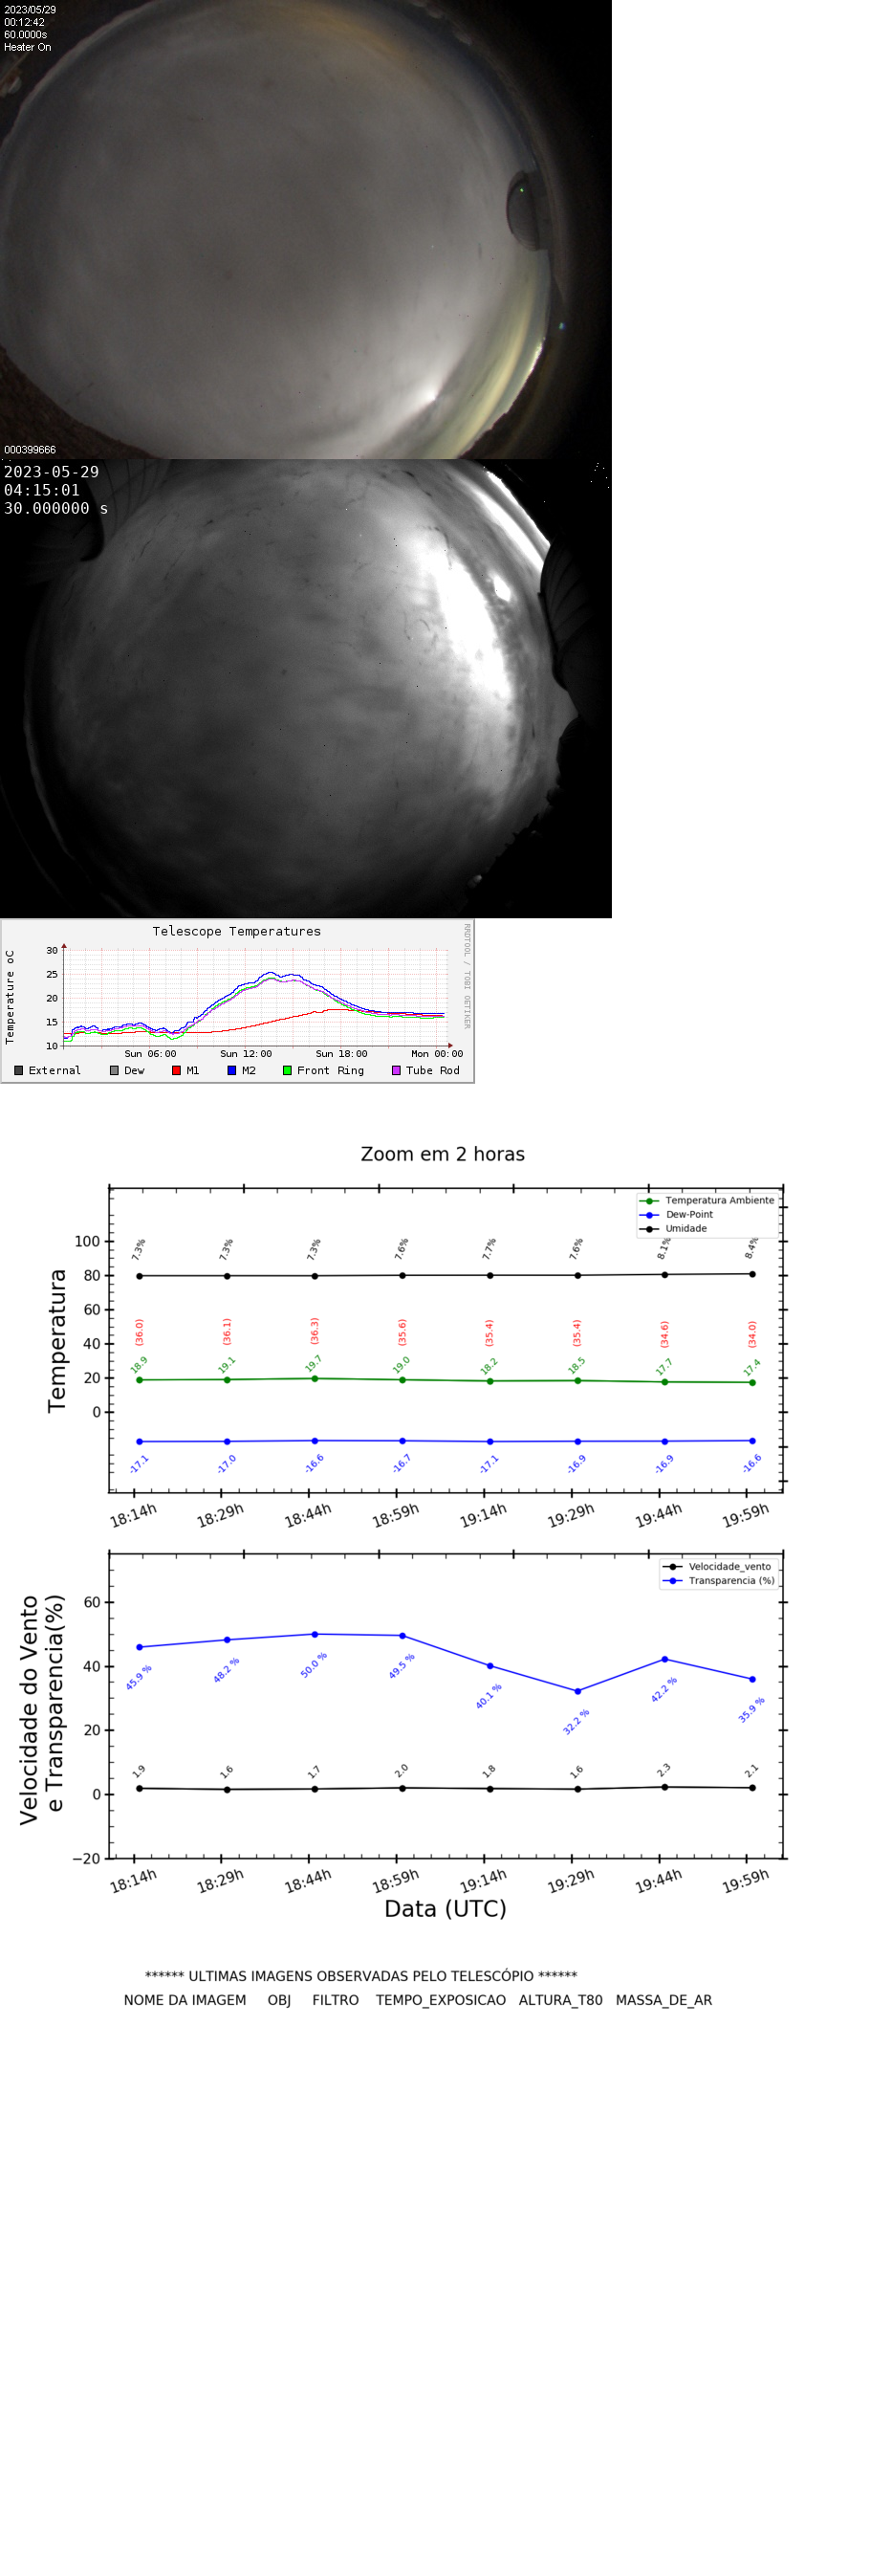 2023/05/29
00:12:42
60.0000s
Heater On
000399666
2023-05-29
04:15:01
30.000000 s
Telescope Temperatures
RRDTOOL / TOBI OETIKER
Temperature oC
30
25
20
15
10
Sun 06:00 Sun 12:00 Sun 18:00 Mon 00:00
External Dew M1 M2 Front Ring Tube Rod
Zoom em 2 horas
Temperatura Ambiente
Dew-Point
Umidade
Temperatura
100
80
60
40
20
0
7.3% 7.3% 7.3% 7.6% 7.7% 7.6% 8.1% 8.4%
(36.0) (36.1) (36.3) (35.6) (35.4) (35.4) (34.6) (34.0)
18.9 19.1 19.7 19.0 18.2 18.5 17.7 17.4
-17.1 -17.0 -16.6 -16.7 -17.1 -16.9 -16.9 -16.6
18:14h 18:29h 18:44h 18:59h 19:14h 19:29h 19:44h 19:59h
Velocidade_vento
Transparencia (%)
Velocidade do Vento
e Transparencia(%)
60
40
20
0
−20
45.9 % 48.2 % 50.0 % 49.5 % 40.1 % 32.2 % 42.2 % 35.9 %
1.9 1.6 1.7 2.0 1.8 1.6 2.3 2.1
18:14h 18:29h 18:44h 18:59h 19:14h 19:29h 19:44h 19:59h
Data (UTC)
****** ULTIMAS IMAGENS OBSERVADAS PELO TELESCÓPIO ******
NOME DA IMAGEM OBJ FILTRO TEMPO_EXPOSICAO ALTURA_T80 MASSA_DE_AR